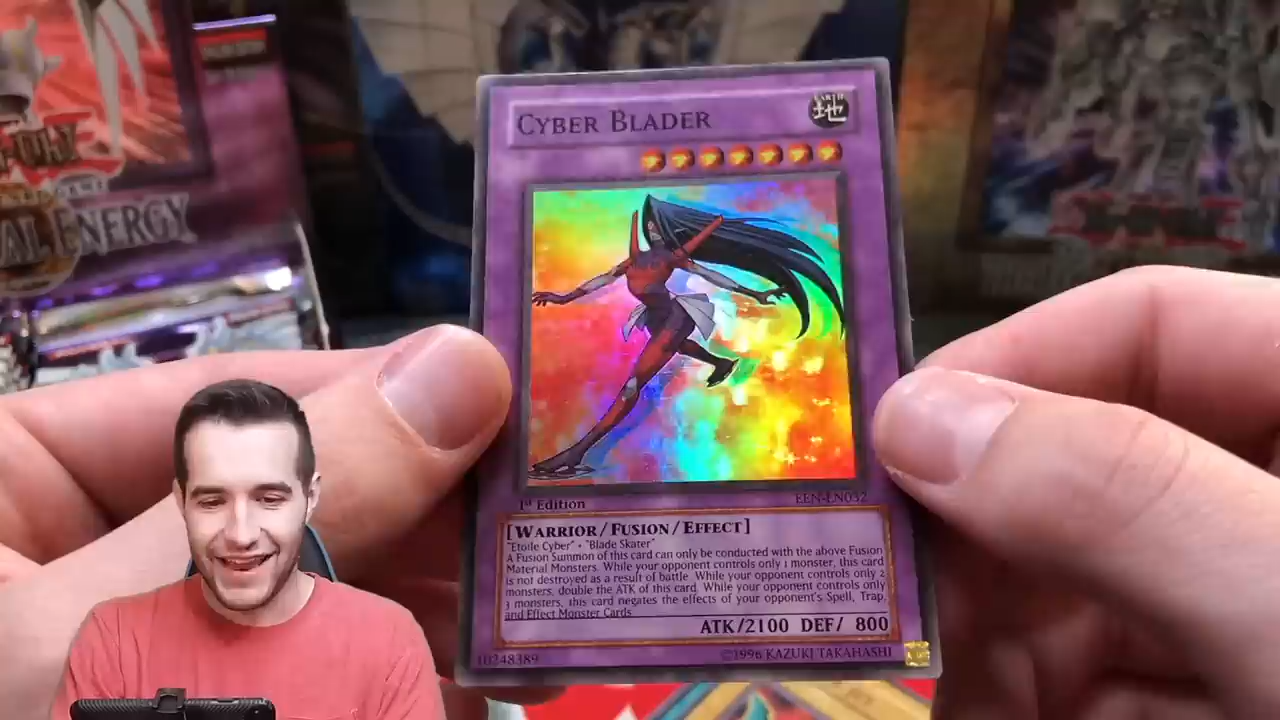 CYBER BLADER
EARTH
地
AL ENERGY
1st Edition
EEN-EN032
[WARRIOR/FUSION/EFFECT]
"Etoile Cyber" + "Blade Skater"
A Fusion Summon of this card can only be conducted with the above Fusion
Material Monsters. While your opponent controls only 1 monster, this card
is not destroyed as a result of battle. While your opponent controls only 2
monsters, double the ATK of this card. While your opponent controls only
3 monsters, this card negates the effects of your opponent's Spell, Trap,
and Effect Monster Cards.
ATK/2100 DEF/ 800
10248389
©1996 KAZUKI TAKAHASHI